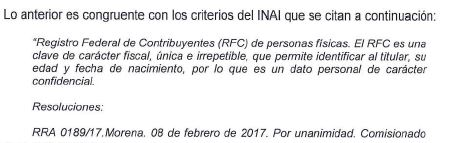 Lo anterior es congruente con los criterios del INAI que se citan a continuación:
"Registro Federal de Contribuyentes (RFC) de personas físicas. El RFC es una
clave de carácter fiscal, única e irrepetible, que permite identificar al titular, su
edad y fecha de nacimiento, por lo que es un dato personal de carácter
confidencial.
Resoluciones:
RRA 0189/17.Morena. 08 de febrero de 2017. Por unanimidad. Comisionado